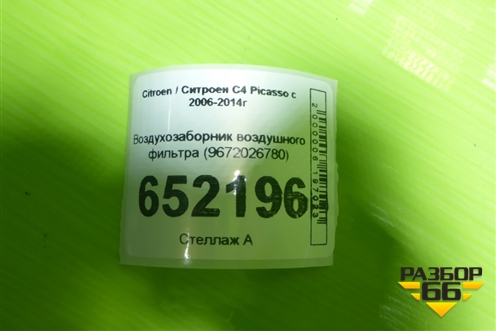 Citroen / Ситроен C4 Picasso с
2006-2014г
Воздухозаборник воздушного
фильтра (9672026780)
652196
Стеллаж А
РАЗБОР
66